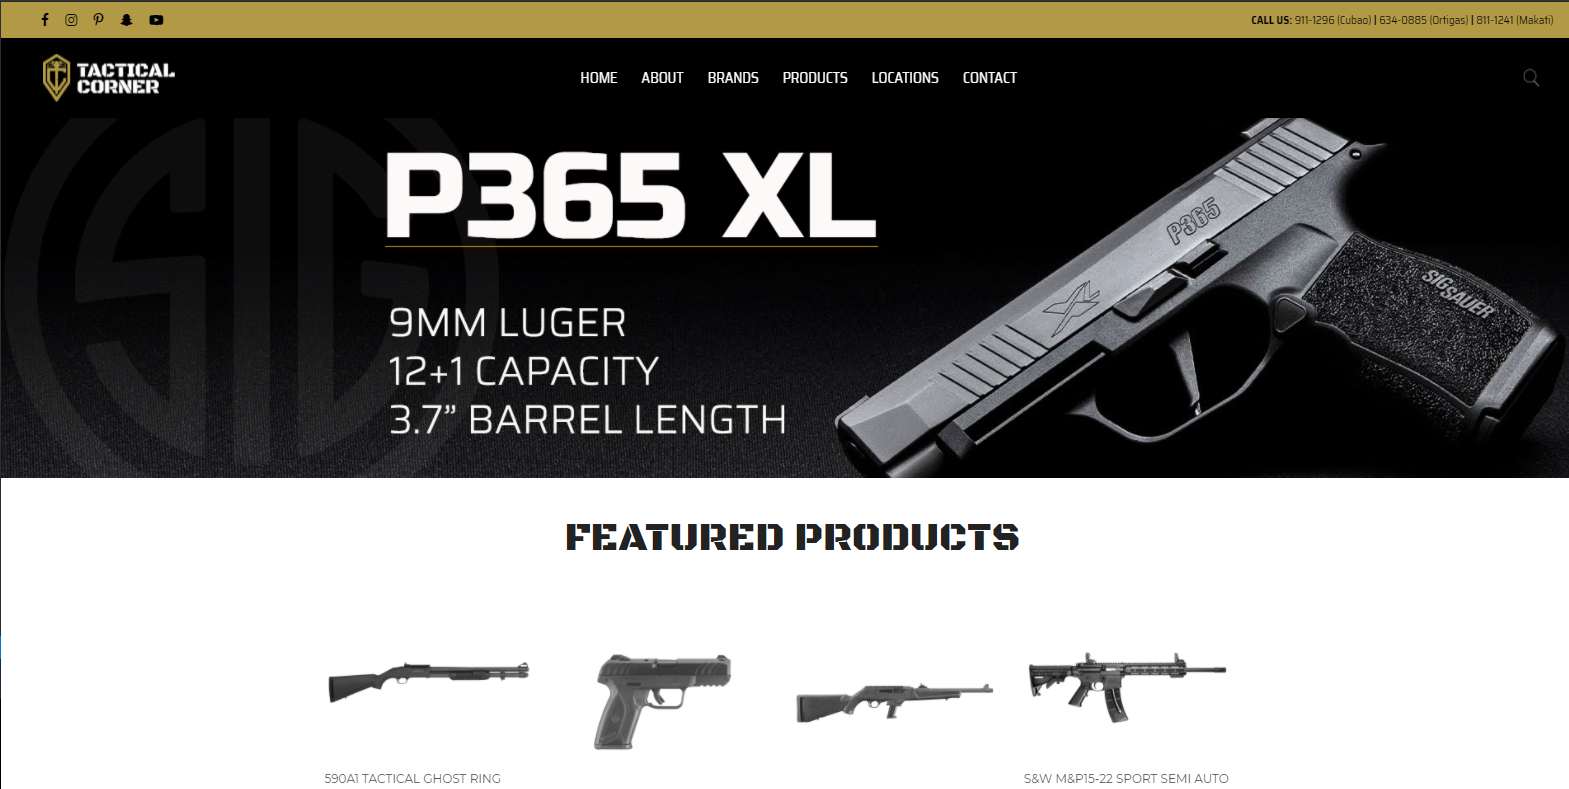 CALL US: 911-1296 (Cubao) | 634-0885 (Ortigas) | 811-1241 (Makati)
TACTICAL
CORNER
HOME ABOUT BRANDS PRODUCTS LOCATIONS CONTACT
SIG
P365 XL
9MM LUGER
12+1 CAPACITY
3.7” BARREL LENGTH
P365
XL
SIG SAUER
FEATURED PRODUCTS
590A1 TACTICAL GHOST RING
S&W M&P15-22 SPORT SEMI AUTO